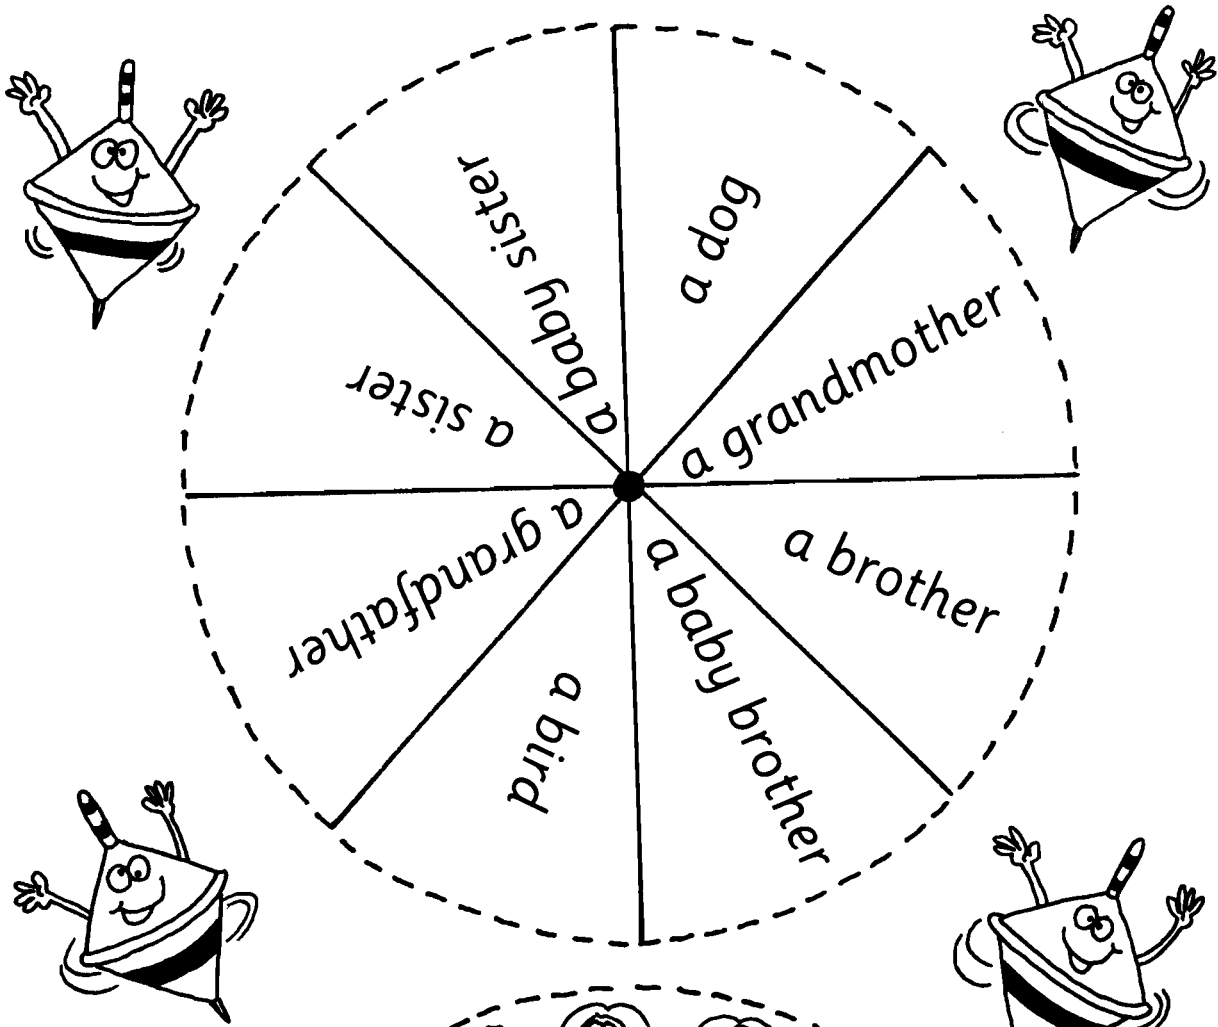 a dog
a grandmother
a brother
a baby brother
a bird
a grandfather
a sister
a baby sister